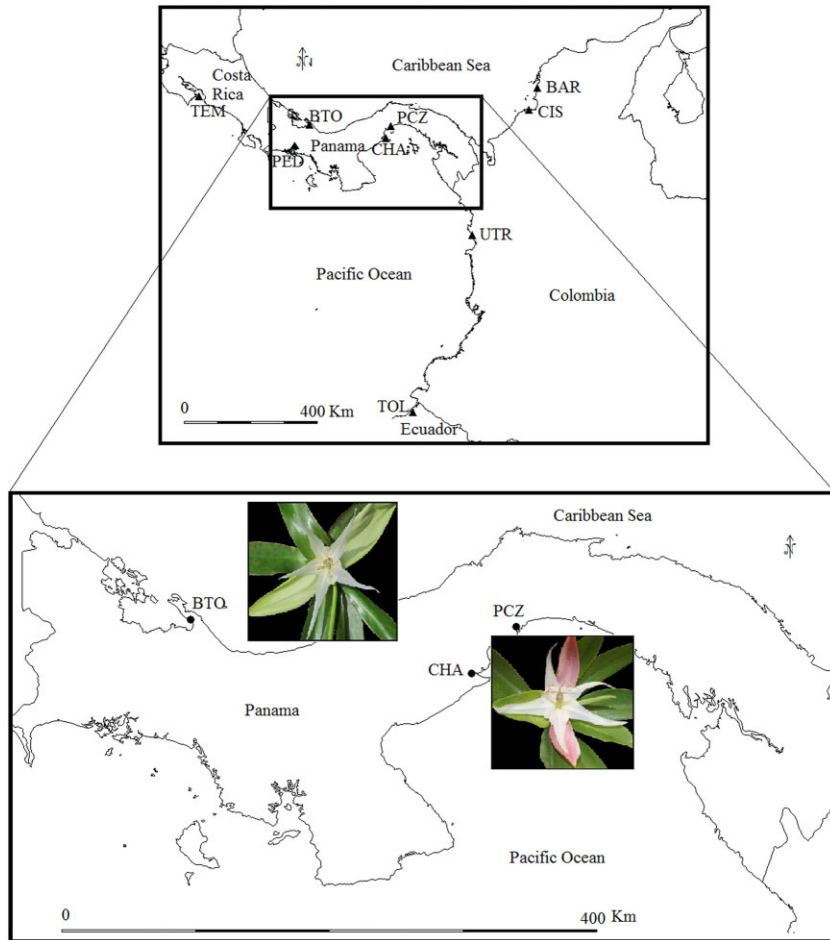 Caribbean Sea
Costa
Rica
TEM
BAR
CIS
BTO
PCZ
Panama
CHA
PED
UTR
Pacific Ocean
Colombia
0
400 Km
TOL
Ecuador
Caribbean Sea
BTO
PCZ
CHA
Panama
Pacific Ocean
0
400 Km